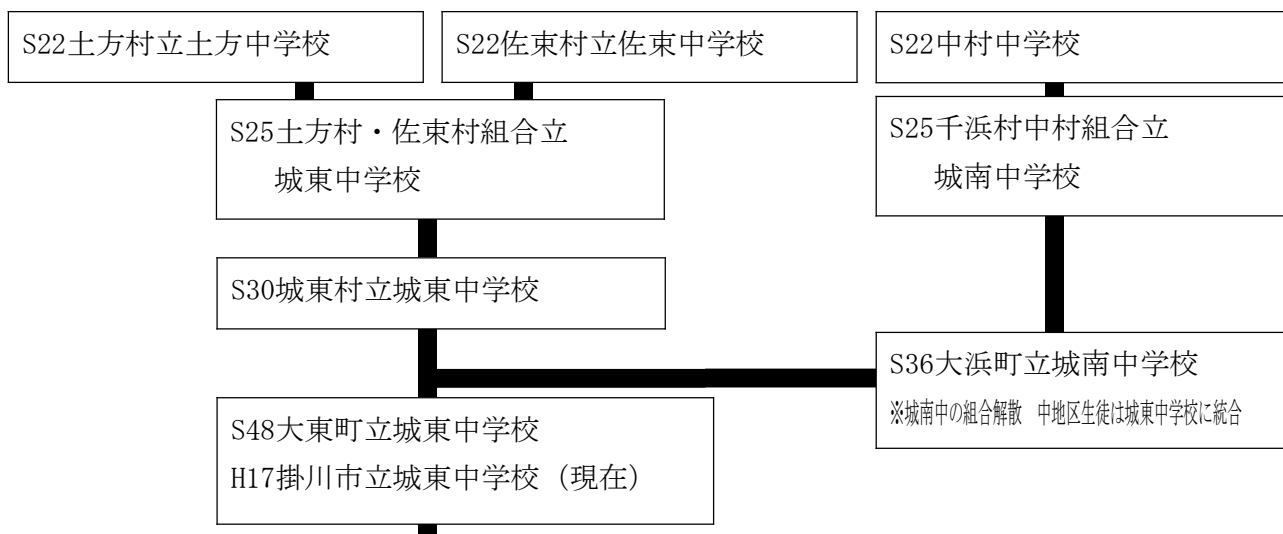 S22土方村立土方中学校
S22佐束村立佐束中学校
S22中村中学校
S25土方村・佐束村組合立
城東中学校
S25千浜村中村組合立
城南中学校
S30城東村立城東中学校
S36大浜町立城南中学校
※城南中の組合解散　中地区生徒は城東中学校に統合
S48大東町立城東中学校
H17掛川市立城東中学校（現在）